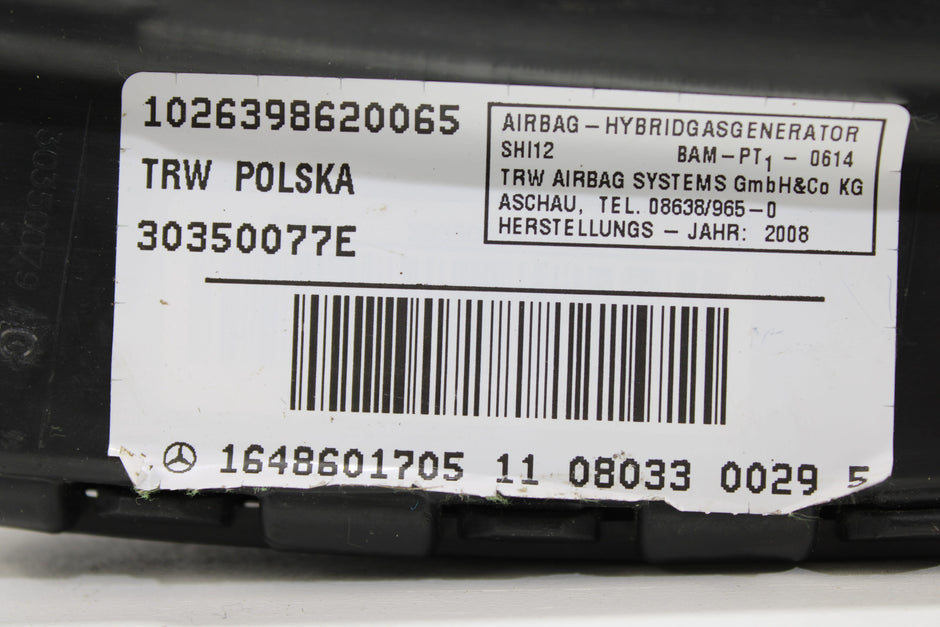 1026398620065
TRW POLSKA
30350077E
AIRBAG-HYBRIDGASGENERATOR
SHI12 BAM-PT1-0614
TRW AIRBAG SYSTEMS GmbH&Co KG
ASCHAU, TEL. 08638/965-0
HERSTELLUNGS-JAHR: 2008
1648601705 11 08033 0029 5